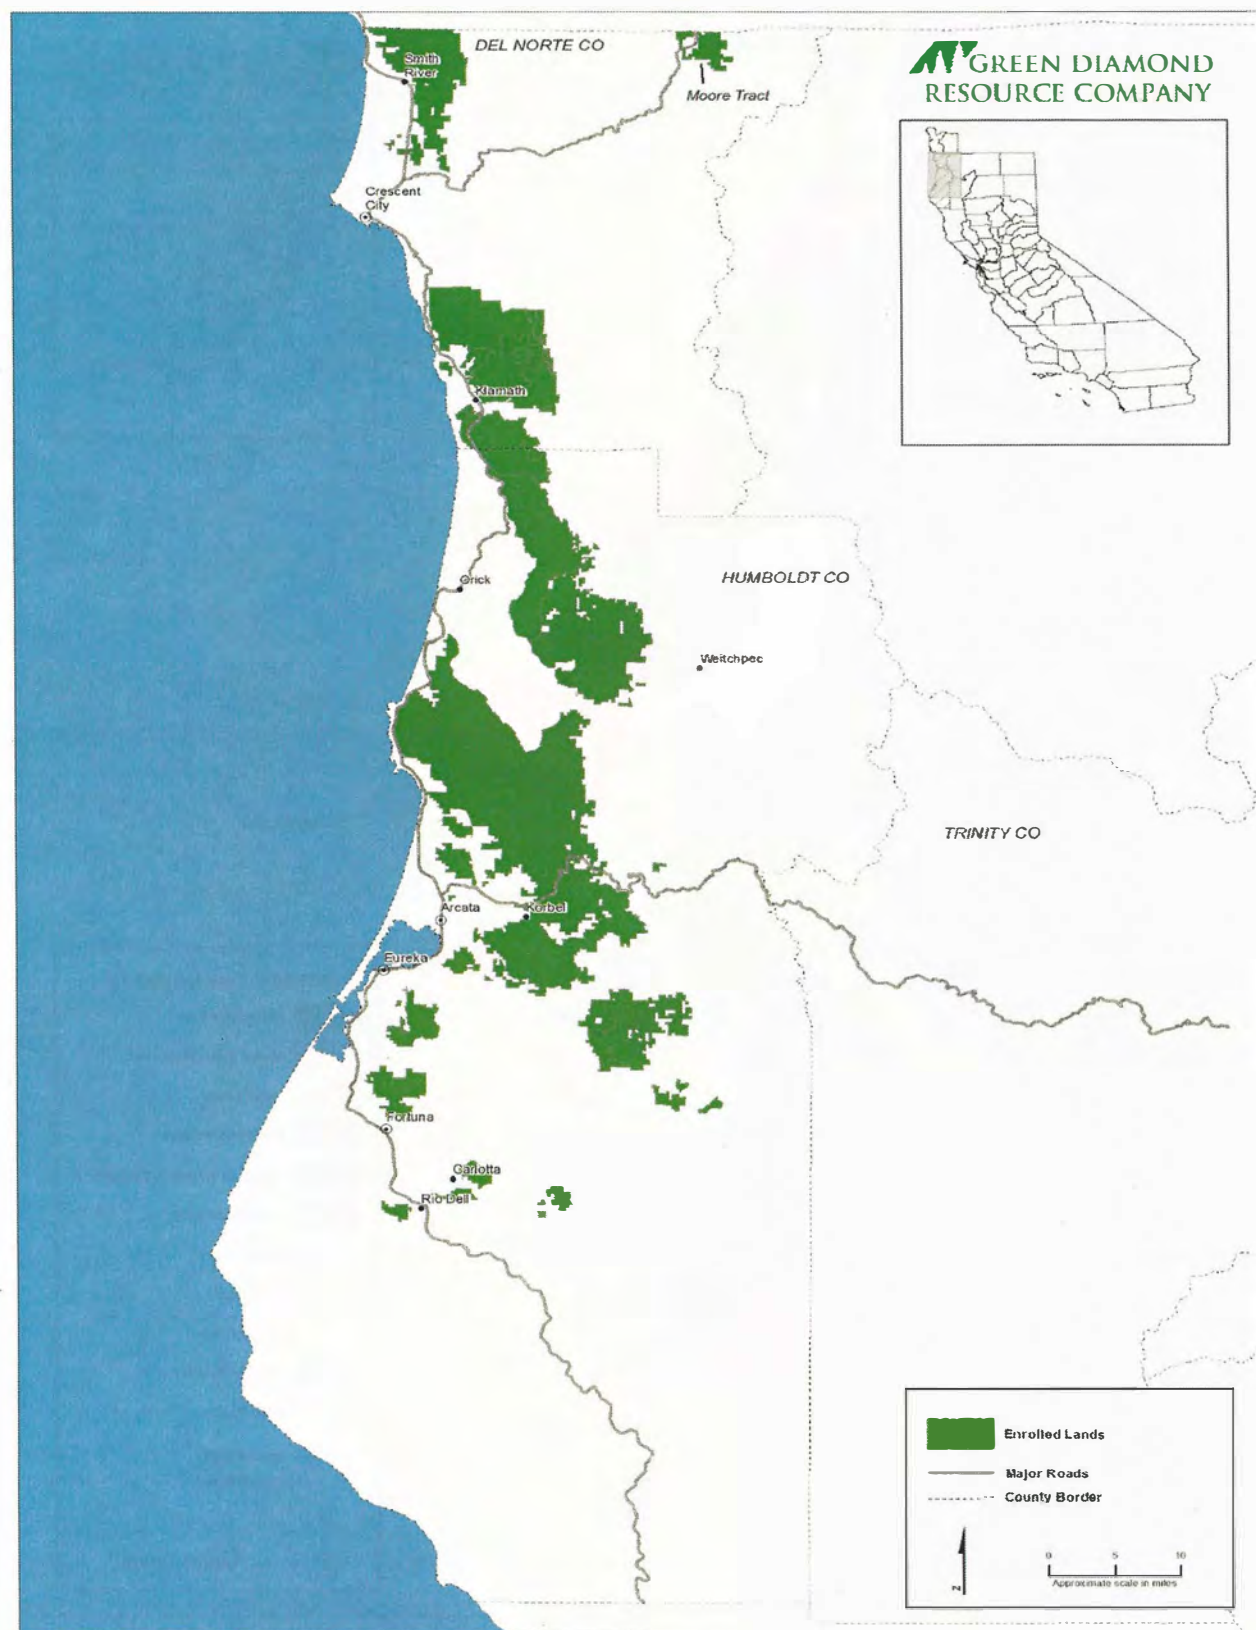 DEL NORTE CO
Smith
River
Moore Tract
GREEN DIAMOND
RESOURCE COMPANY
Crescent
City
Klamath
Orick
HUMBOLDT CO
Weitchpec
TRINITY CO
Arcata
Korbel
Eureka
Fortuna
Carlotta
Rio Dell
Enrolled Lands
Major Roads
County Border
N
0 5 10
Approximate scale in miles